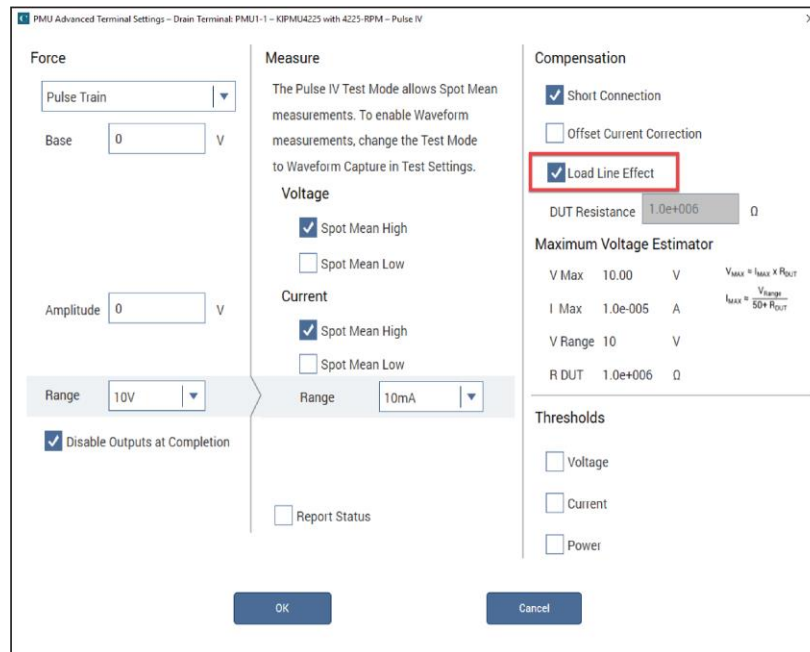 PMU Advanced Terminal Settings – Drain Terminal: PMU1-1 – KIPMU4225 with 4225-RPM – Pulse IV
Force
Pulse Train
Base 0 V
Amplitude 0 V
Range 10V
Disable Outputs at Completion
Measure
The Pulse IV Test Mode allows Spot Mean
measurements. To enable Waveform
measurements, change the Test Mode
to Waveform Capture in Test Settings.
Voltage
Spot Mean High
Spot Mean Low
Current
Spot Mean High
Spot Mean Low
Range 10mA
Report Status
Compensation
Short Connection
Offset Current Correction
Load Line Effect
DUT Resistance 1.0e+006 Ω
Maximum Voltage Estimator
V Max 10.00 V
I Max 1.0e-005 A
V Range 10 V
R DUT 1.0e+006 Ω
VMAX = IMAX x RDUT
IMAX = VRange / 50+ RDUT
Thresholds
Voltage
Current
Power
OK
Cancel